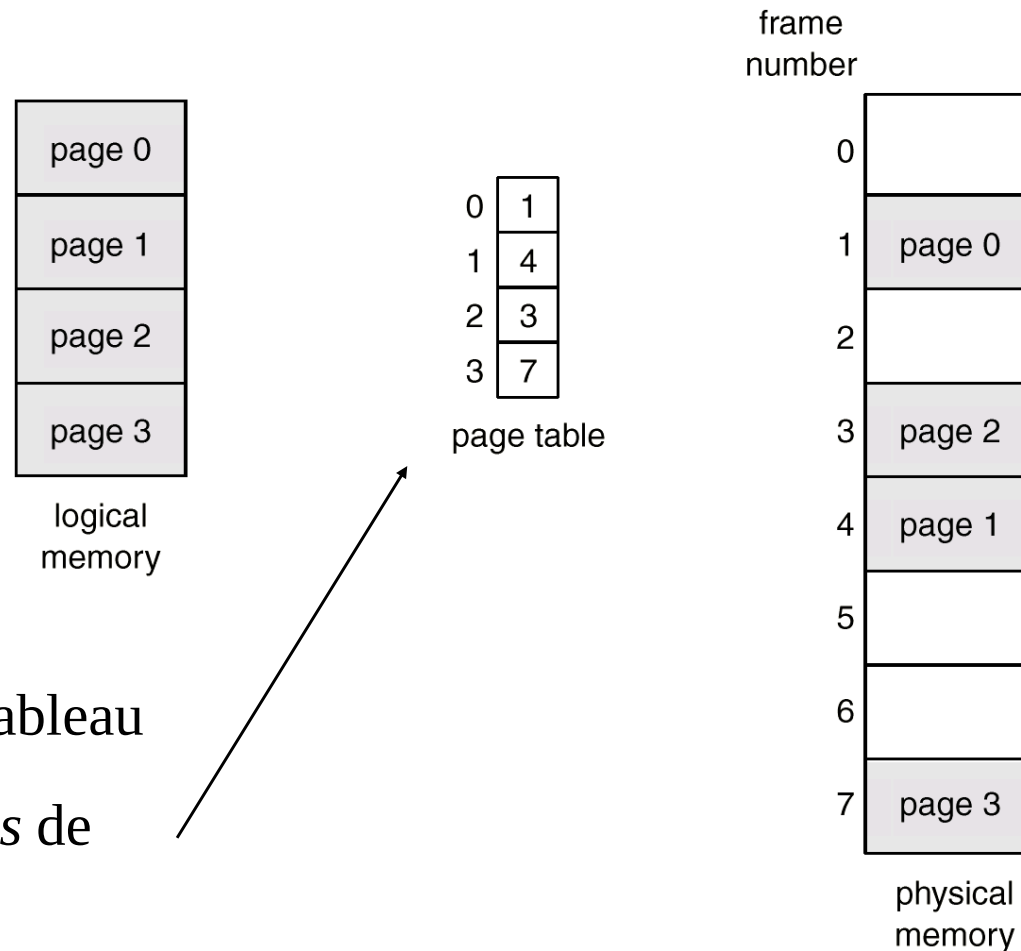 page 0
page 1
page 2
page 3
logical
memory
0 1
1 4
2 3
3 7
page table
frame
number
0
1 page 0
2
3 page 2
4 page 1
5
6
7 page 3
physical
memory
ableau
s de